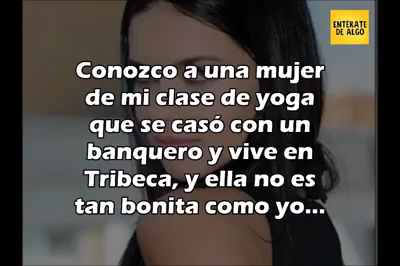 ENTÉRATE
DE ALGO
Conozco a una mujer
de mi clase de yoga
que se casó con un
banquero y vive en
Tribeca, y ella no es
tan bonita como yo...